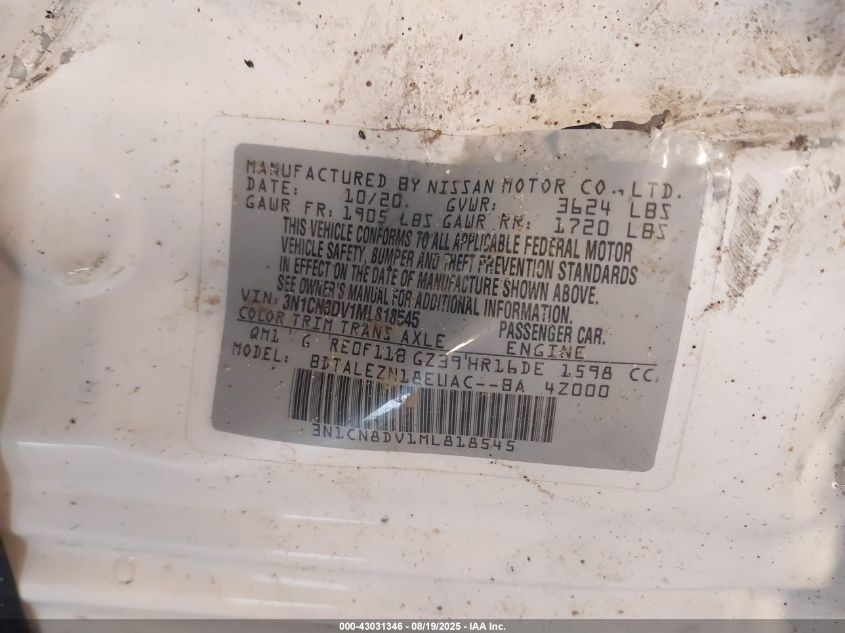 MANUFACTURED BY NISSAN MOTOR CO., LTD.
DATE: 10/20. GVWR: 3624 LBS
GAWR FR: 1905 LBS GAWR RR: 1720 LBS
THIS VEHICLE CONFORMS TO ALL APPLICABLE FEDERAL MOTOR
VEHICLE SAFETY, BUMPER AND THEFT PREVENTION STANDARDS
IN EFFECT ON THE DATE OF MANUFACTURE SHOWN ABOVE.
SEE OWNER'S MANUAL FOR ADDITIONAL INFORMATION.
VIN: 3N1CN8DV1ML818545 PASSENGER CAR.
COLOR TRIM TRANS AXLE ENGINE
QM1 G RE0F11B GZ39 HR16DE 1598 CC
MODEL: BDTALEZN18EUAC--BA 4Z000
3N1CN8DV1ML818545
000-43031346 - 08/19/2025 - IAA Inc.